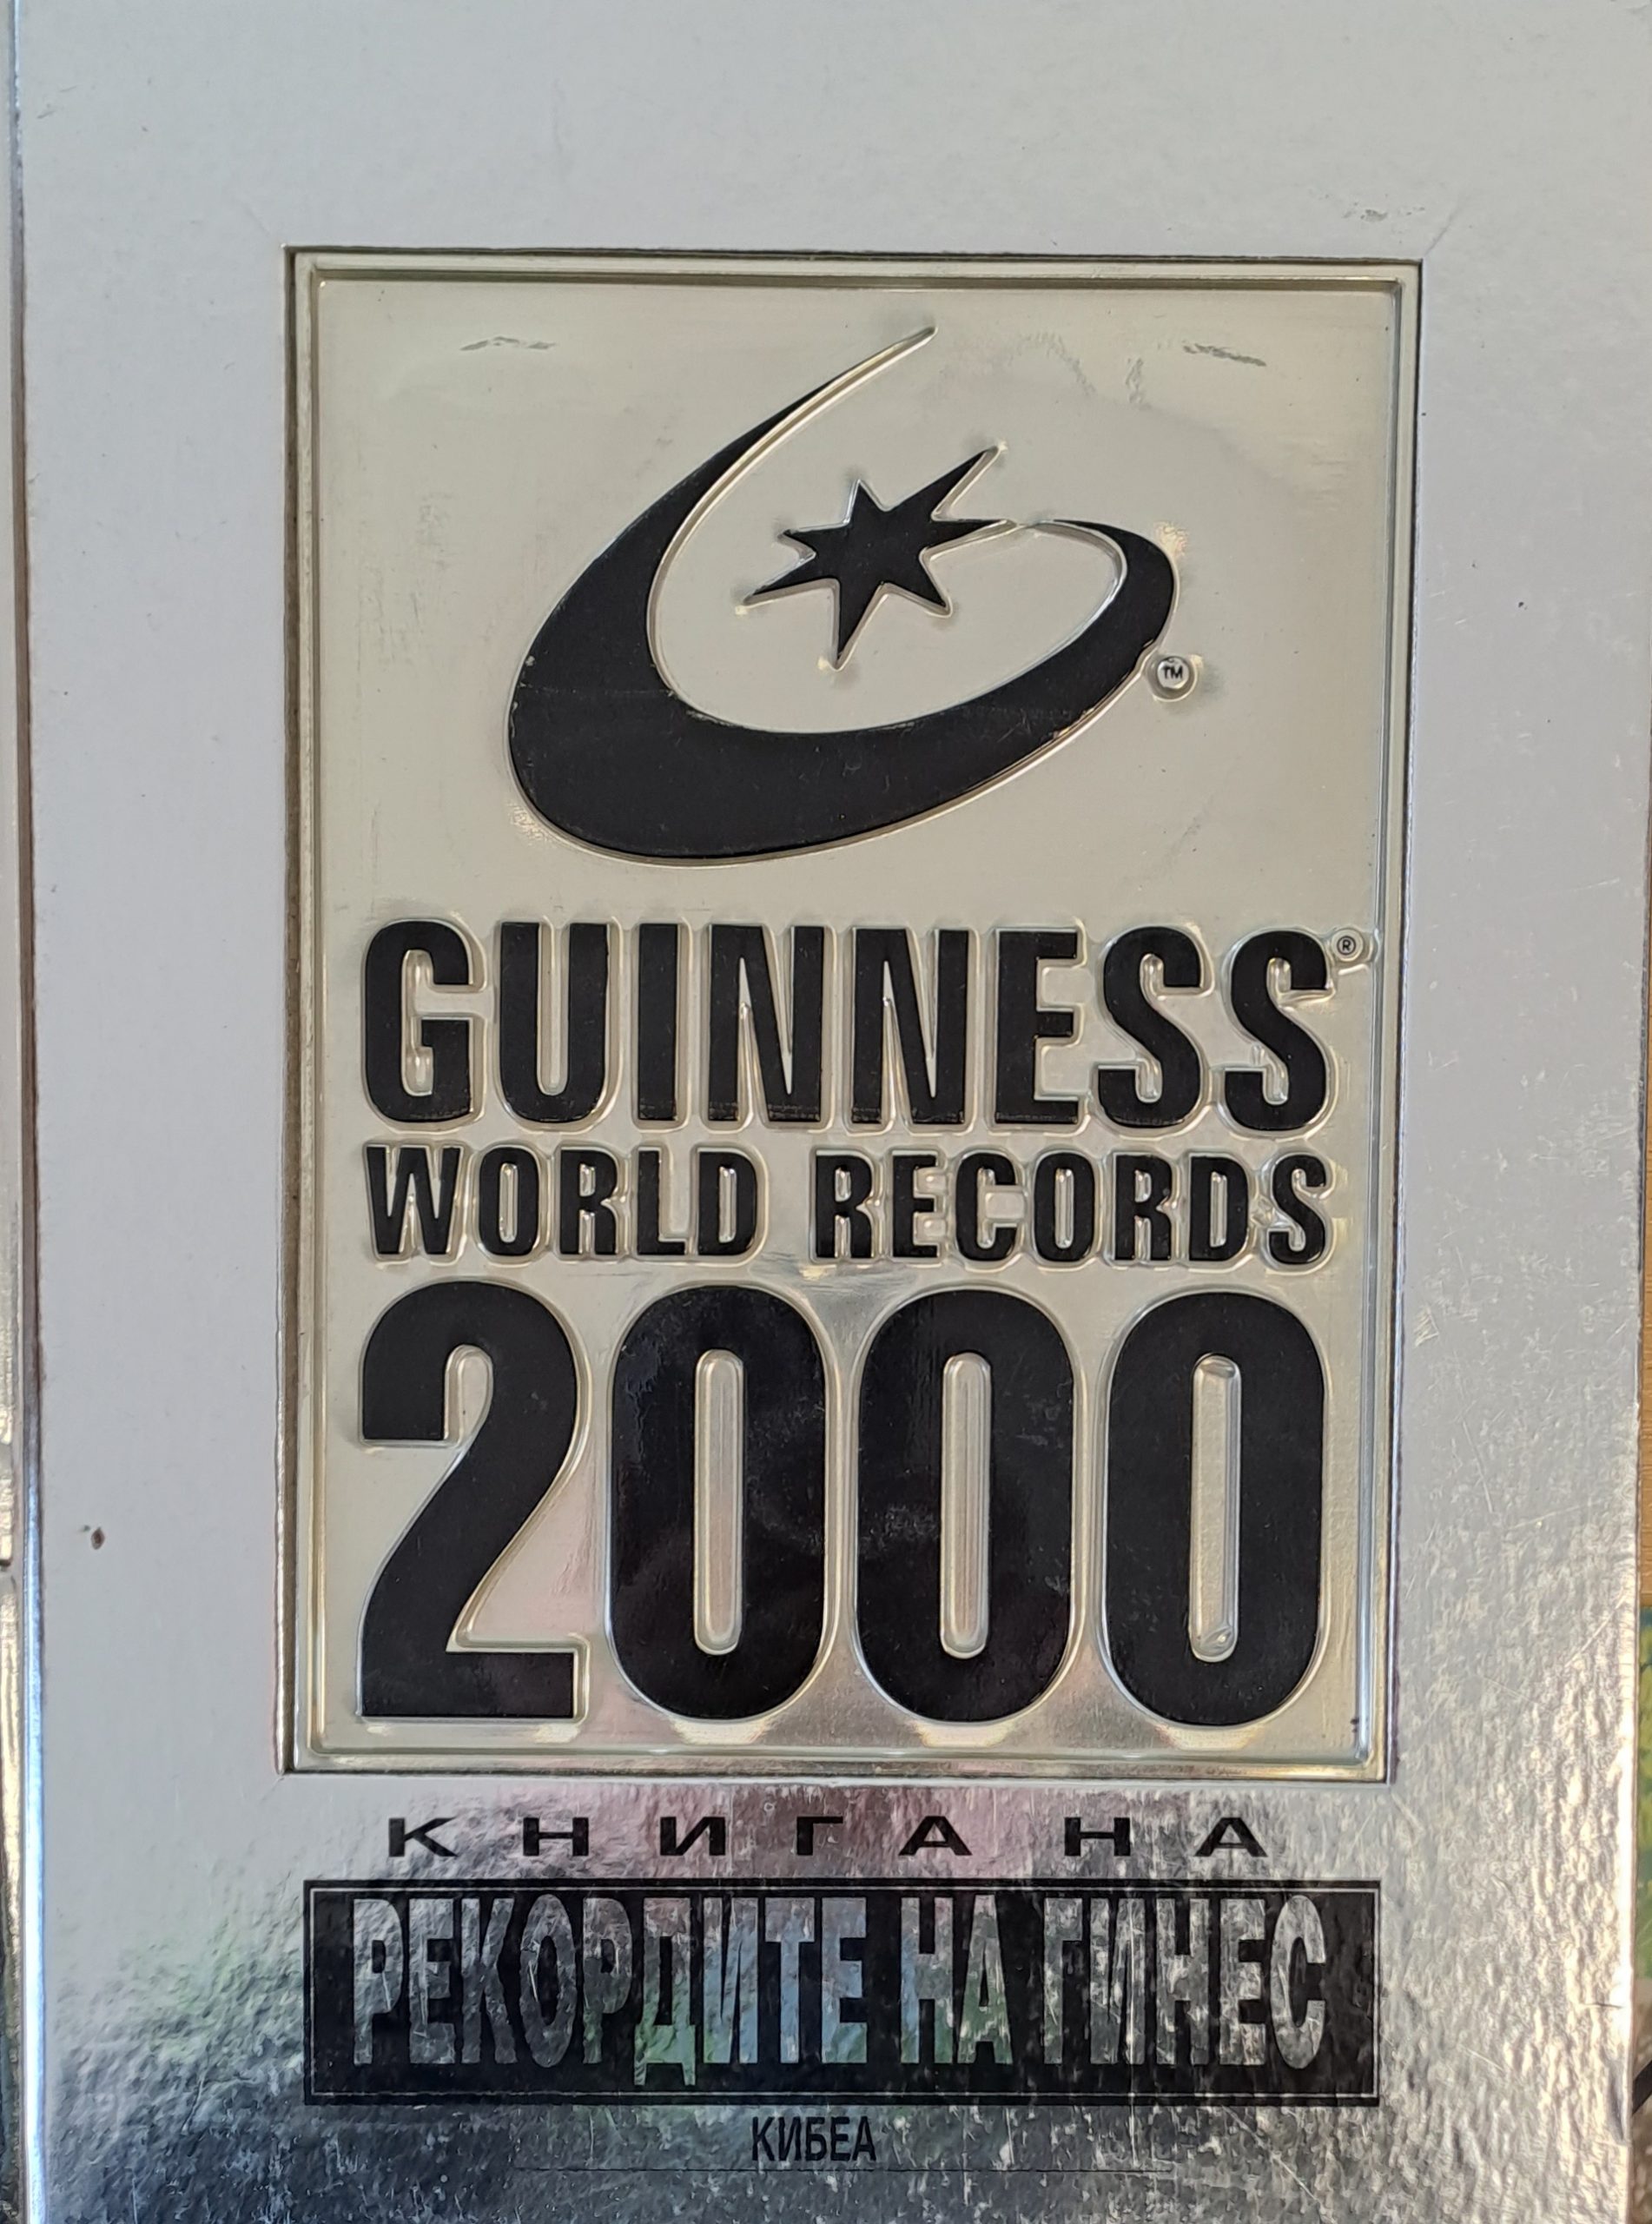 TM
GUINNESS®
WORLD RECORDS
2000
КНИГА НА
РЕКОРДИТЕ НА ГИНЕС
КИБЕА